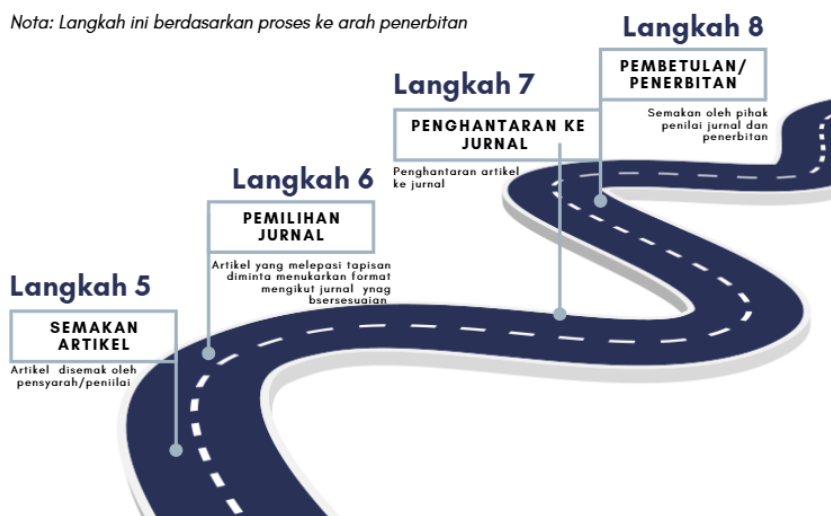 Nota: Langkah ini berdasarkan proses ke arah penerbitan
Langkah 5
SEMAKAN
ARTIKEL
Artikel disemak oleh
pensyarah/peniilai
Langkah 6
PEMILIHAN
JURNAL
Artikel yang melepasi tapisan
diminta menukarkan format
mengikut jurnal ynag
bsersesuaian
Langkah 7
PENGHANTARAN KE
JURNAL
Penghantaran artikel
ke jurnal
Langkah 8
PEMBETULAN/
PENERBITAN
Semakan oleh pihak
penilai jurnal dan
penerbitan